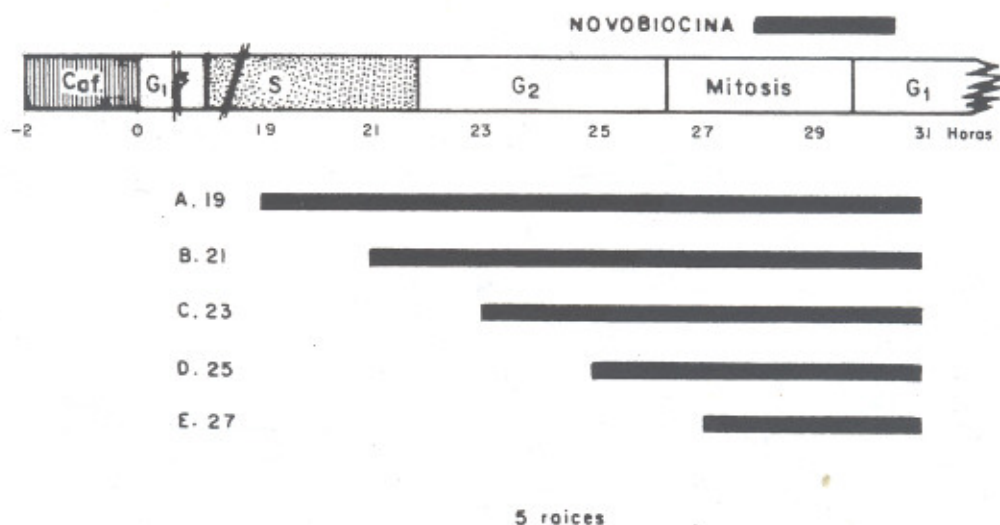 NOVOBIOCINA
Caf. G₁ S G₂ Mitosis G₁
-2 0 19 21 23 25 27 29 31 Horas
A. 19
B. 21
C. 23
D. 25
E. 27
5 raices